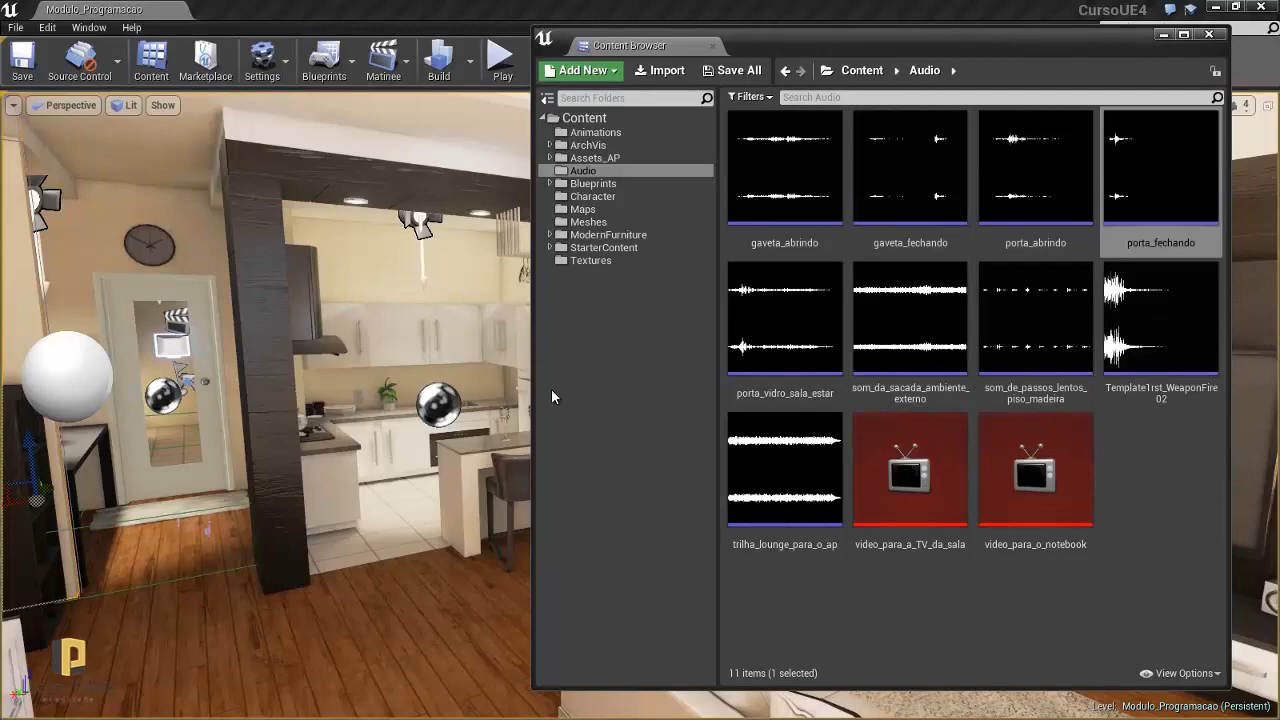 Modulo_Programacao
CursoUE4
File Edit Window Help
Save
Source Control
Content
Marketplace
Settings
Blueprints
Matinee
Build
Play
Perspective
Lit
Show
Content Browser
Add New
Import
Save All
Content
Audio
Search Folders
Filters
Search Audio
4
Content
Animations
ArchVis
Assets_AP
Audio
Blueprints
Character
Maps
Meshes
ModernFurniture
StarterContent
Textures
gaveta_abrindo
gaveta_fechando
porta_abrindo
porta_fechando
porta_vidro_sala_estar
som_da_sacada_ambiente_
externo
som_de_passos_lentos_
piso_madeira
Template1rst_WeaponFire
02
trilha_lounge_para_o_ap
video_para_a_TV_da_sala
video_para_o_notebook
11 items (1 selected)
View Options
Level: Modulo_Programacao (Persistent)